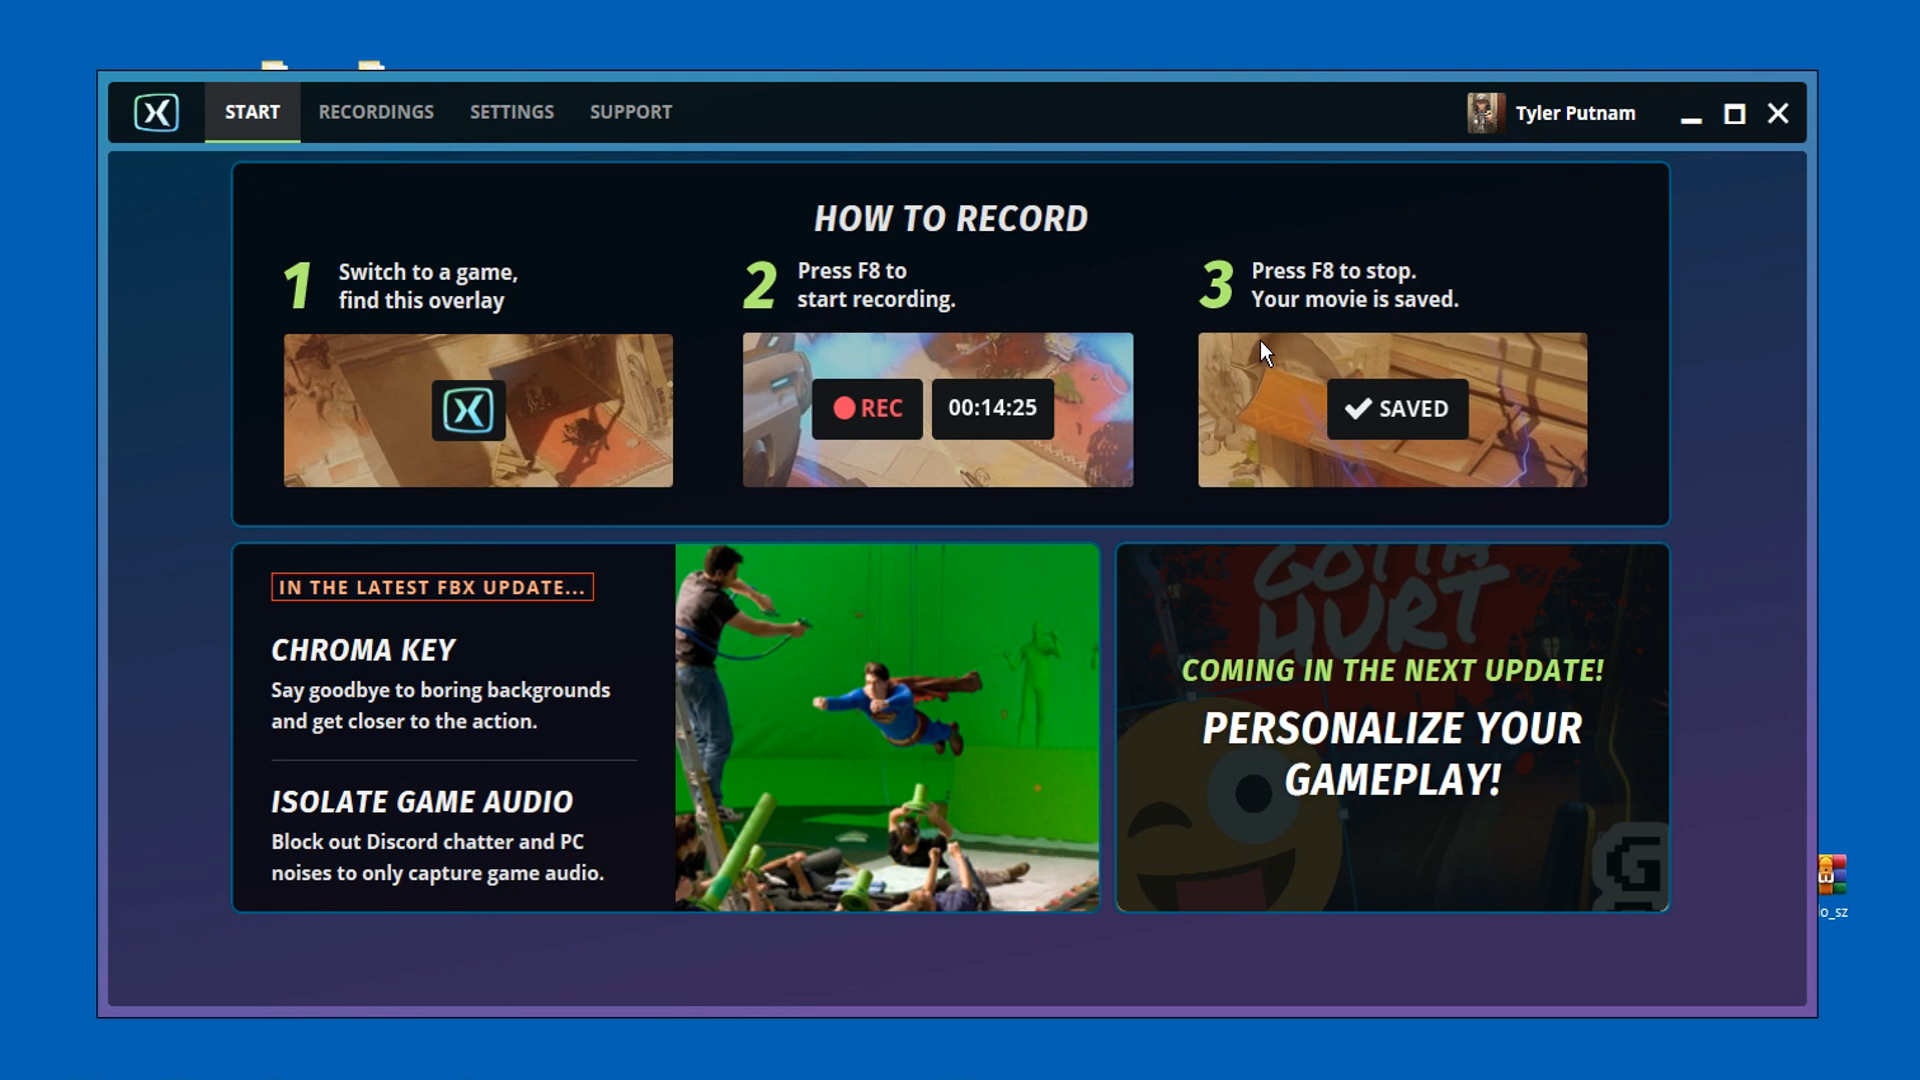 START
RECORDINGS
SETTINGS
SUPPORT
Tyler Putnam
HOW TO RECORD
1
Switch to a game,
find this overlay
2
Press F8 to
start recording.
3
Press F8 to stop.
Your movie is saved.
REC
00:14:25
SAVED
IN THE LATEST FBX UPDATE...
CHROMA KEY
Say goodbye to boring backgrounds
and get closer to the action.
ISOLATE GAME AUDIO
Block out Discord chatter and PC
noises to only capture game audio.
GOTTA
HURT
COMING IN THE NEXT UPDATE!
PERSONALIZE YOUR
GAMEPLAY!
G
lo_sz